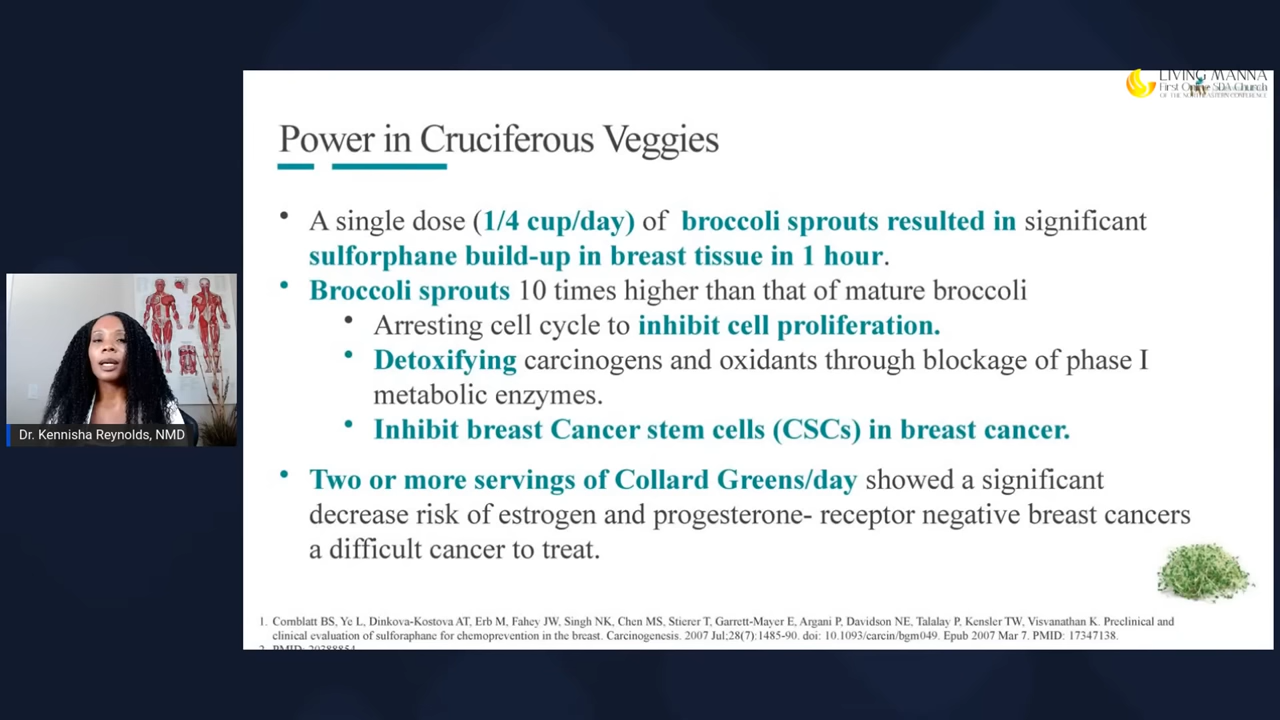 LIVING MANNA
First Online SDA Church
OF THE NORTHEASTERN CONFERENCE
Power in Cruciferous Veggies
• A single dose (1/4 cup/day) of broccoli sprouts resulted in significant
sulforphane build-up in breast tissue in 1 hour.
• Broccoli sprouts 10 times higher than that of mature broccoli
• Arresting cell cycle to inhibit cell proliferation.
• Detoxifying carcinogens and oxidants through blockage of phase I
metabolic enzymes.
• Inhibit breast Cancer stem cells (CSCs) in breast cancer.
• Two or more servings of Collard Greens/day showed a significant
decrease risk of estrogen and progesterone- receptor negative breast cancers
a difficult cancer to treat.
Dr. Kennisha Reynolds, NMD
1. Cornblatt BS, Ye L, Dinkova-Kostova AT, Erb M, Fahey JW, Singh NK, Chen MS, Stierer T, Garrett-Mayer E, Argani P, Davidson NE, Talalay P, Kensler TW, Visvanathan K. Preclinical and
clinical evaluation of sulforaphane for chemoprevention in the breast. Carcinogenesis. 2007 Jul;28(7):1485-90. doi: 10.1093/carcin/bgm049. Epub 2007 Mar 7. PMID: 17347138.
2. PMID: 20388854